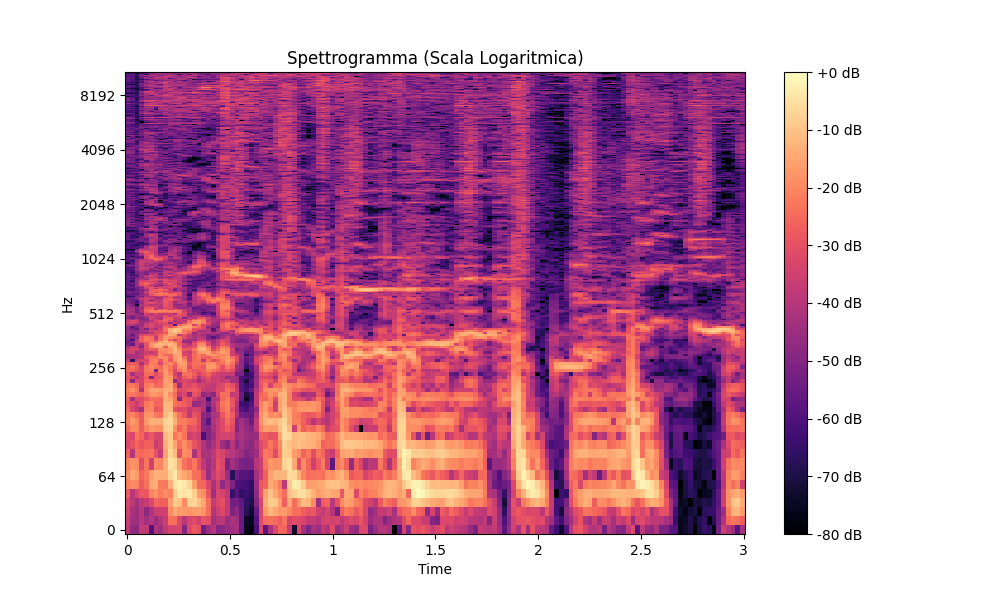 Spettrogramma (Scala Logaritmica)
Hz
8192
4096
2048
1024
512
256
128
64
0
0 0.5 1 1.5 2 2.5 3
Time
+0 dB
-10 dB
-20 dB
-30 dB
-40 dB
-50 dB
-60 dB
-70 dB
-80 dB